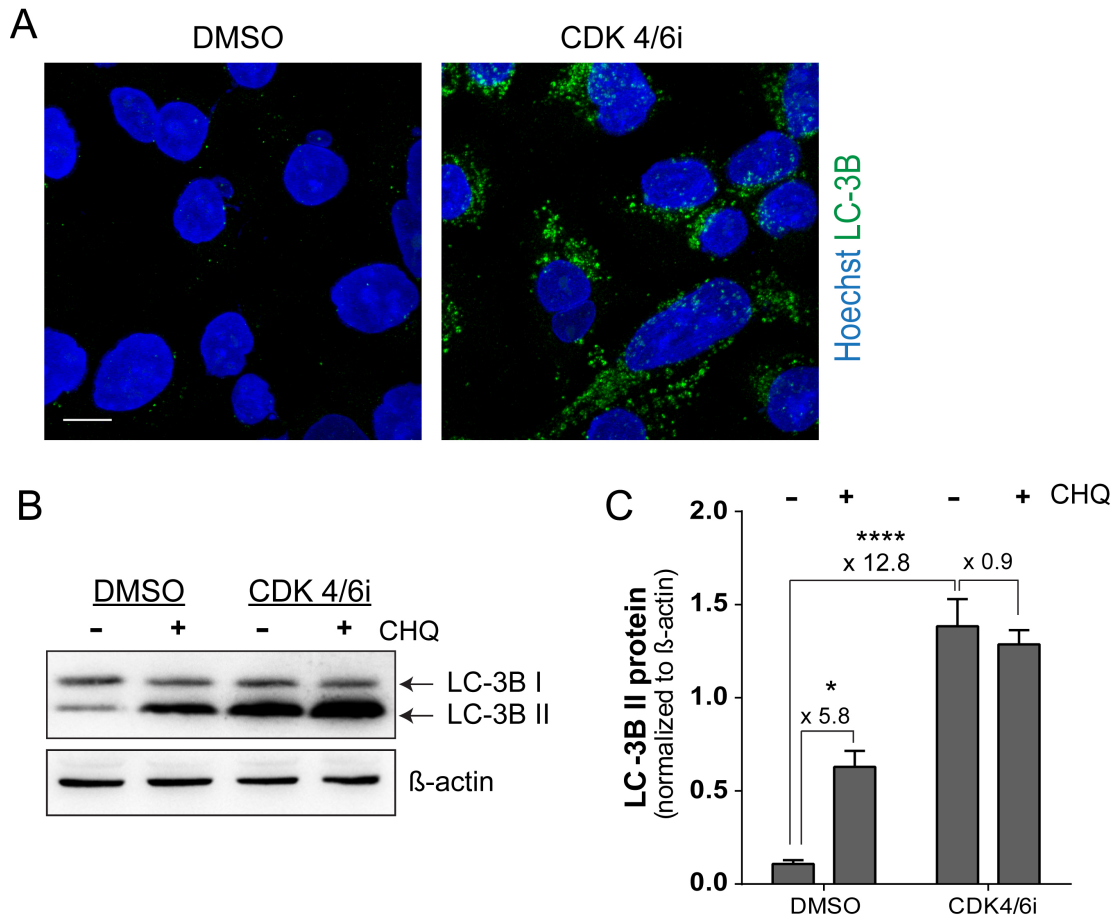 A
DMSO
CDK 4/6i
Hoechst LC-3B
B
DMSO
CDK 4/6i
- + - + CHQ
LC-3B I
LC-3B II
ß-actin
C
- + - + CHQ
2.0
1.5
1.0
0.5
0.0
LC-3B II protein
(normalized to ß-actin)
****
x 12.8
x 0.9
*
x 5.8
DMSO
CDK4/6i